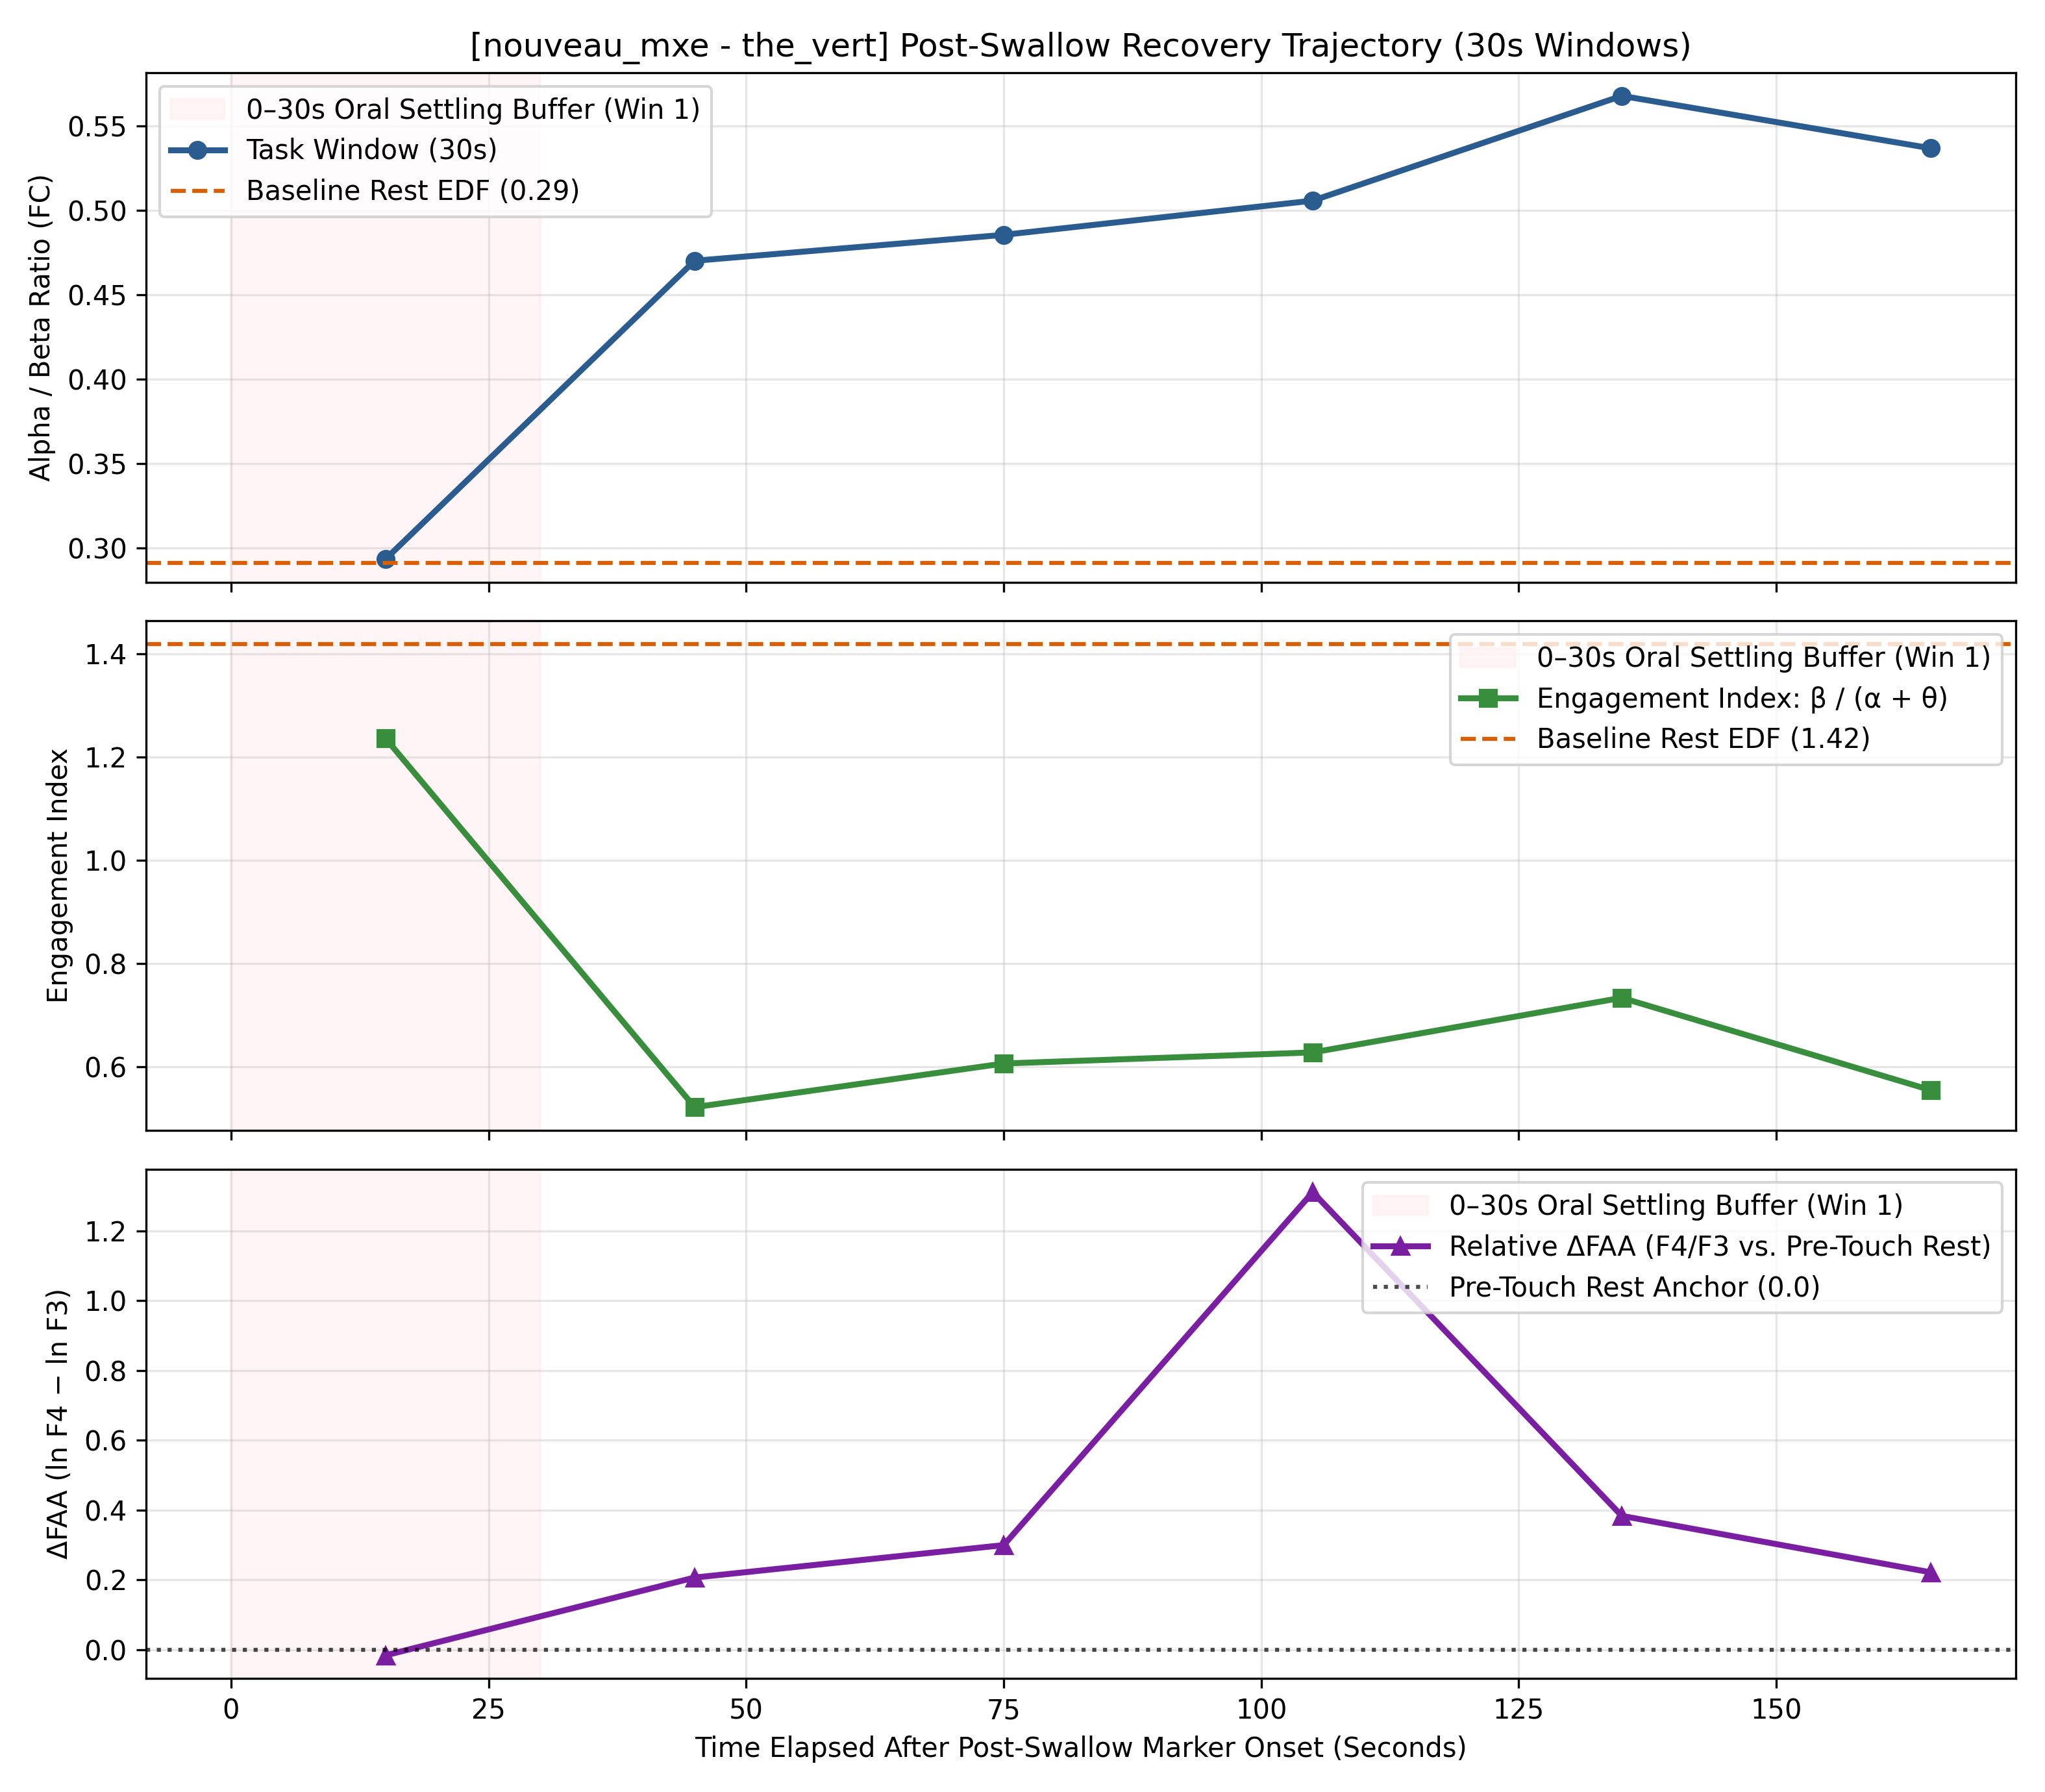 [nouveau_mxe - the_vert] Post-Swallow Recovery Trajectory (30s Windows)
0–30s Oral Settling Buffer (Win 1)
Task Window (30s)
Baseline Rest EDF (0.29)
Alpha / Beta Ratio (FC)
0.55
0.50
0.45
0.40
0.35
0.30
0–30s Oral Settling Buffer (Win 1)
Engagement Index: β / (α + θ)
Baseline Rest EDF (1.42)
Engagement Index
1.4
1.2
1.0
0.8
0.6
0–30s Oral Settling Buffer (Win 1)
Relative ΔFAA (F4/F3 vs. Pre-Touch Rest)
Pre-Touch Rest Anchor (0.0)
ΔFAA (ln F4 − ln F3)
1.2
1.0
0.8
0.6
0.4
0.2
0.0
0 25 50 75 100 125 150
Time Elapsed After Post-Swallow Marker Onset (Seconds)